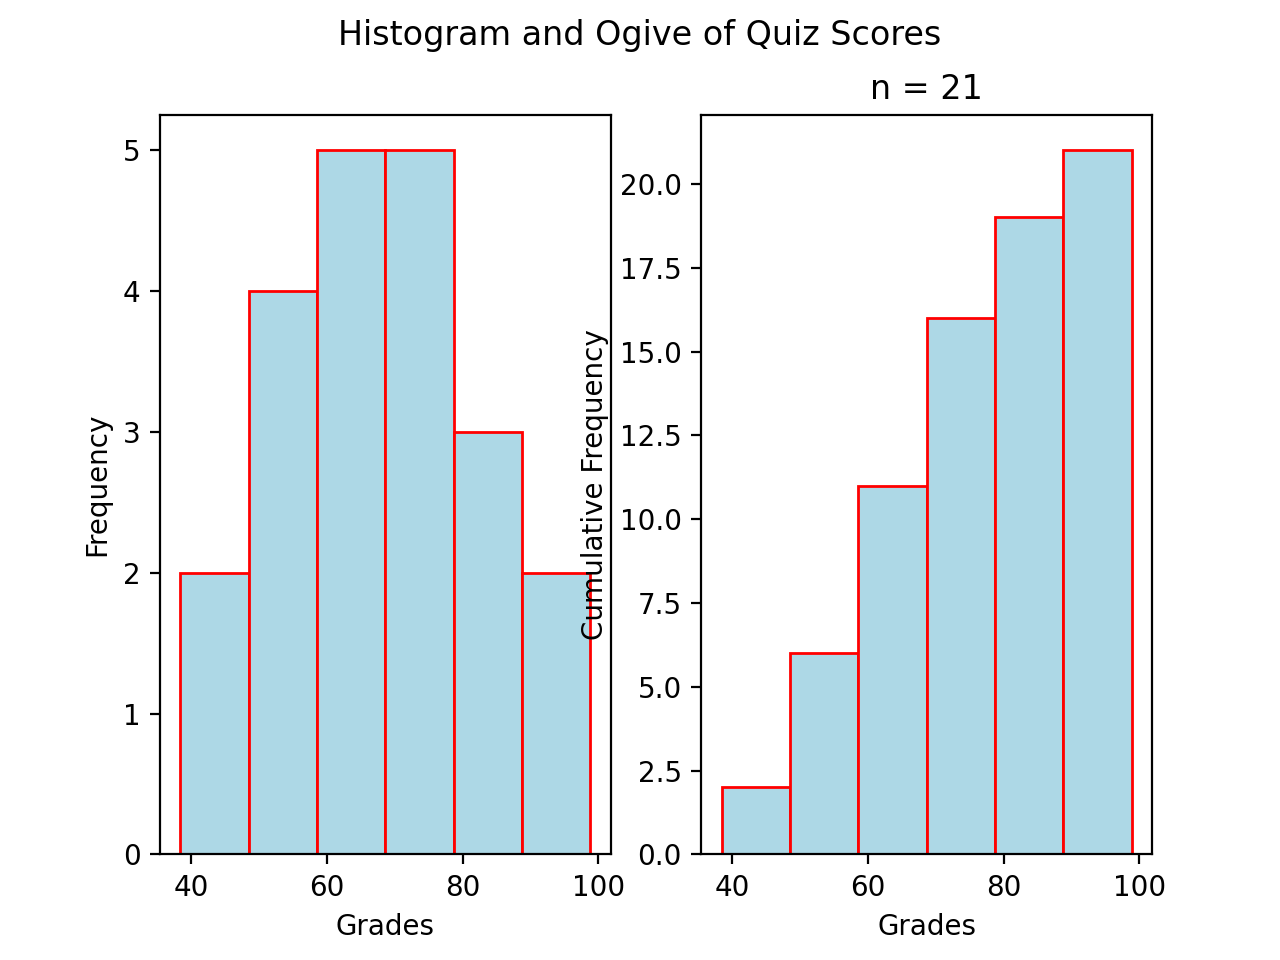 Histogram and Ogive of Quiz Scores
Frequency
5
4
3
2
1
0
40 60 80 100
Grades
n = 21
Cumulative Frequency
20.0
17.5
15.0
12.5
10.0
7.5
5.0
2.5
0.0
40 60 80 100
Grades